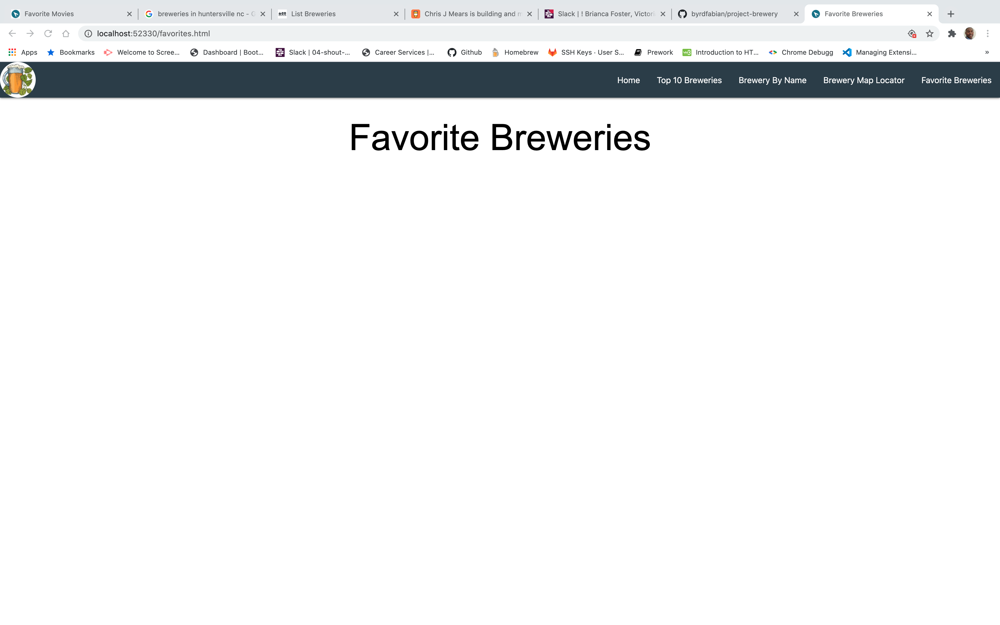 Favorite Movies
breweries in huntersville nc - G
List Breweries
Chris J Mears is building and m
Slack | ! Brianca Foster, Victori
byrdfabian/project-brewery
Favorite Breweries
localhost:52330/favorites.html
Apps
Bookmarks
Welcome to Scree...
Dashboard | Boot...
Slack | 04-shout-...
Career Services |...
Github
Homebrew
SSH Keys · User S...
Prework
Introduction to HT...
Chrome Debugg
Managing Extensi...
»
Home
Top 10 Breweries
Brewery By Name
Brewery Map Locator
Favorite Breweries
Favorite Breweries